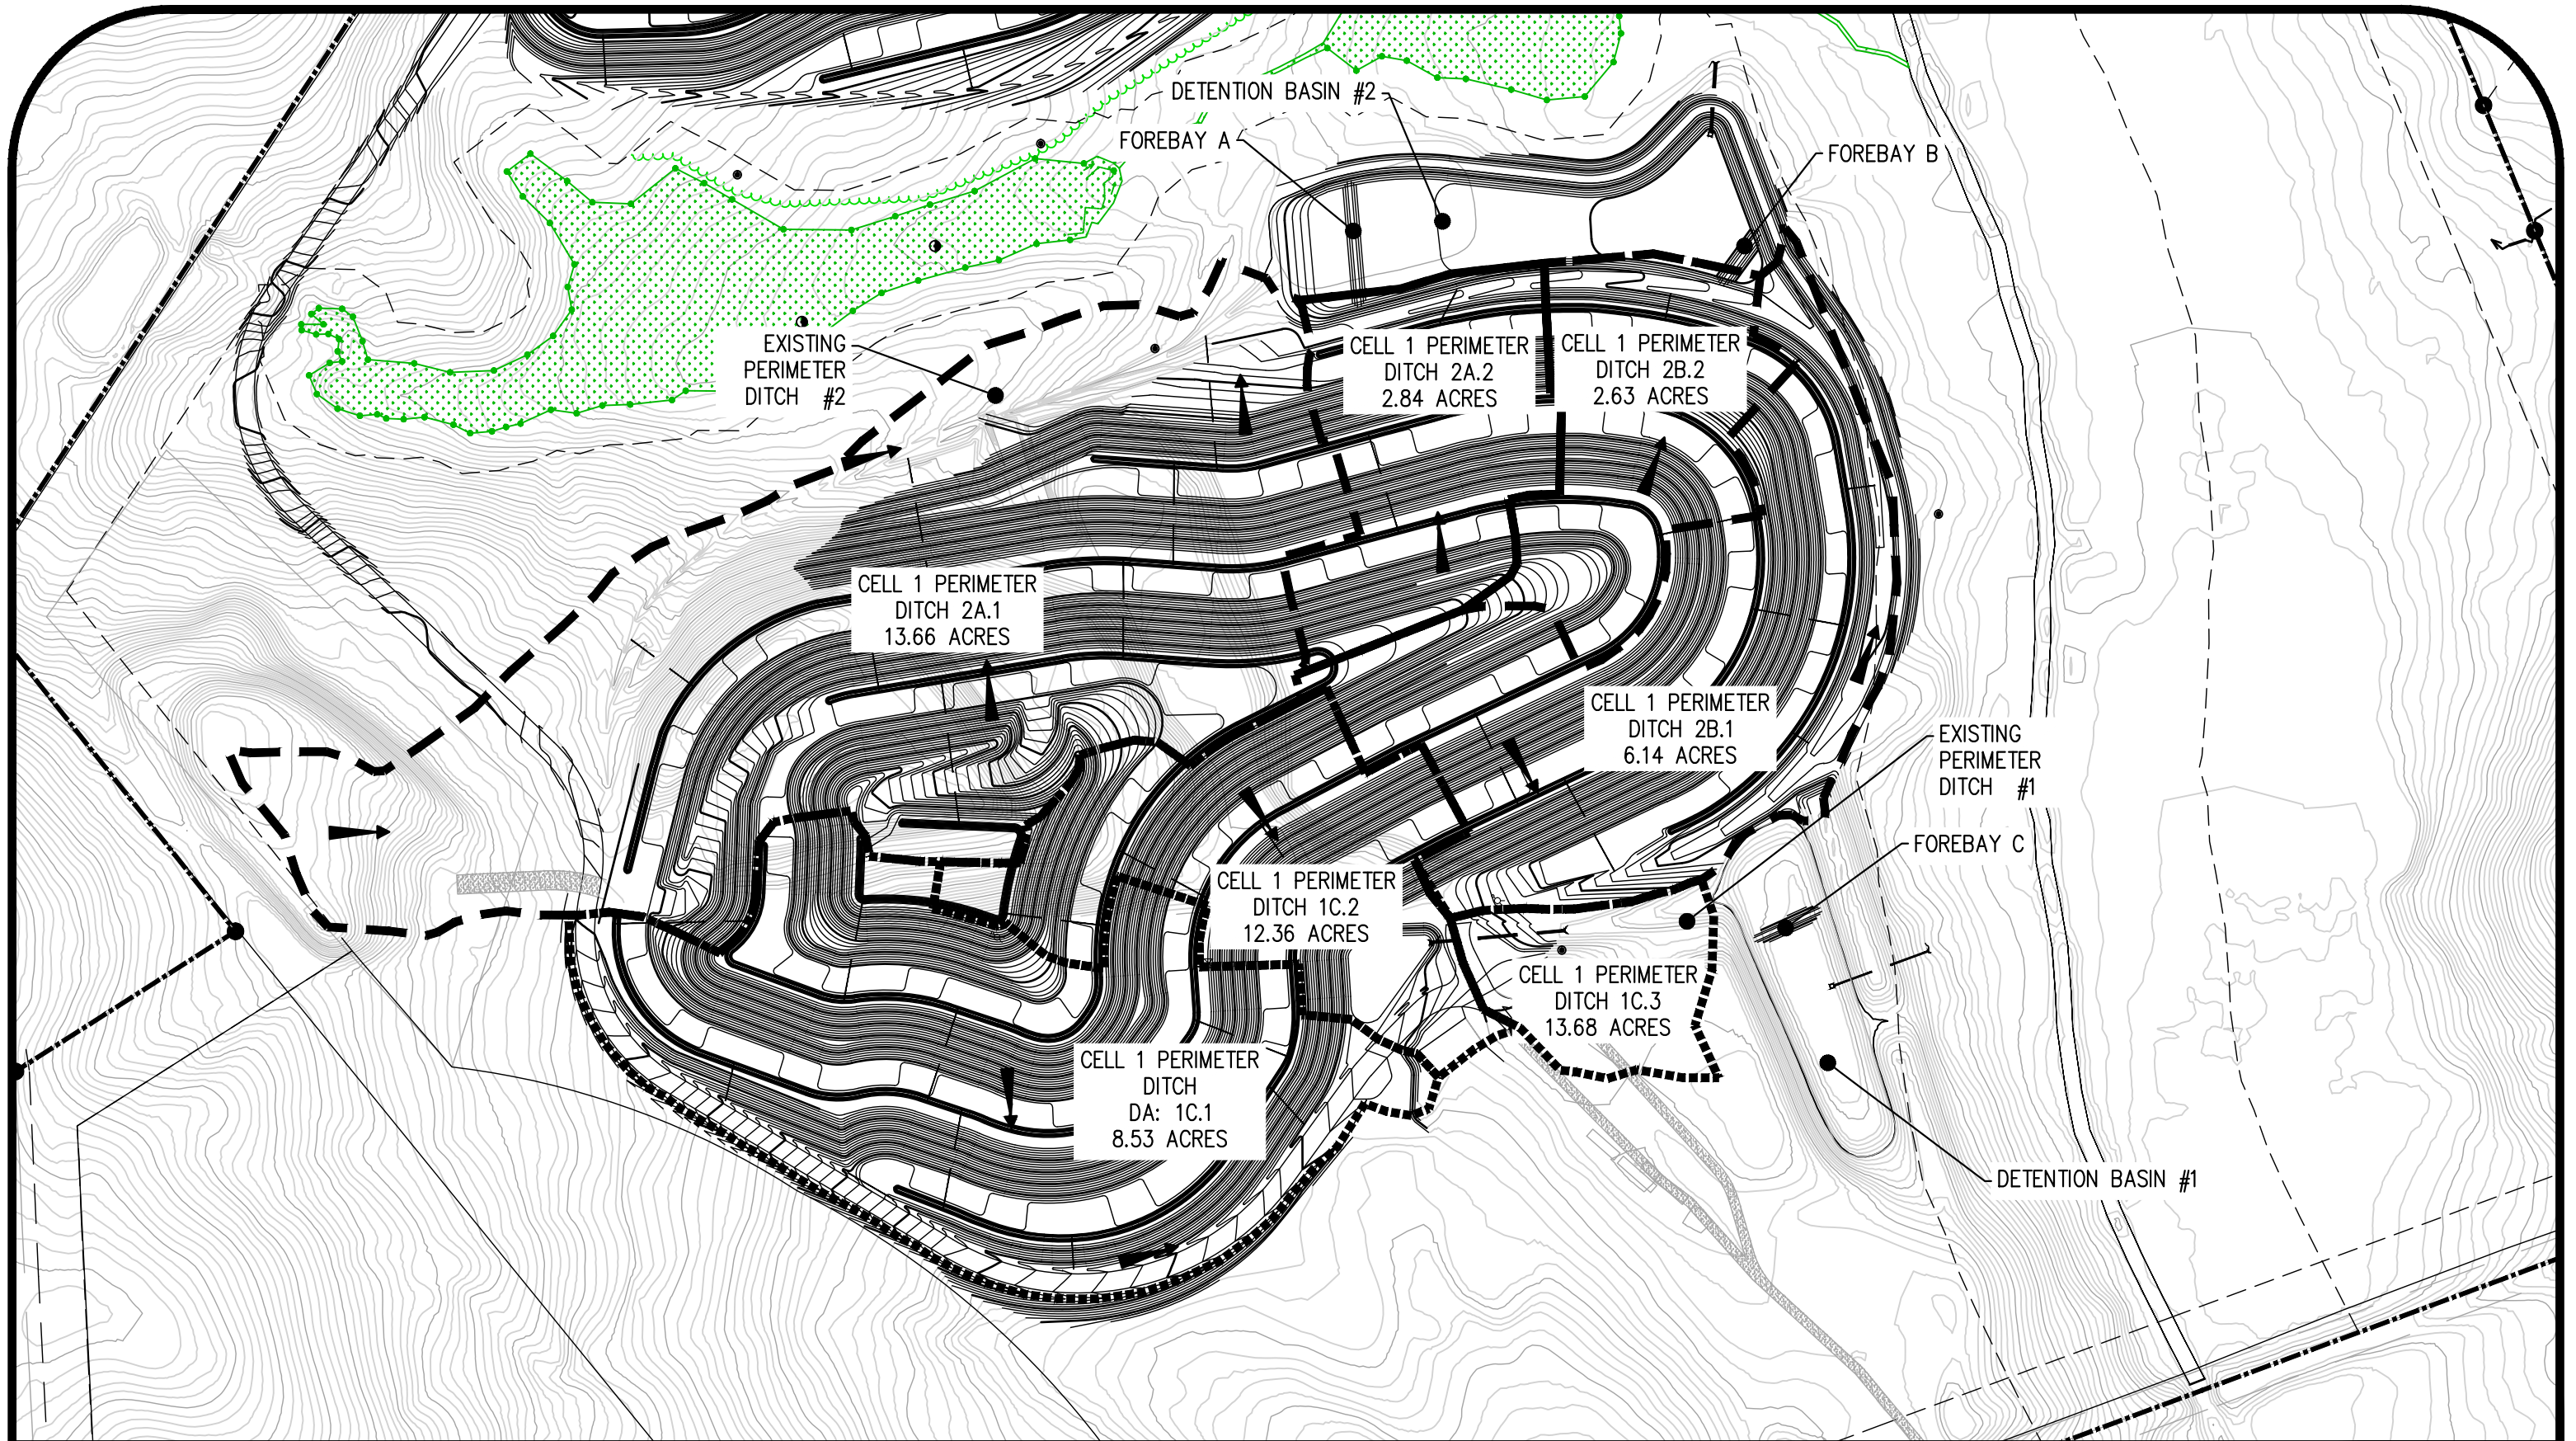 DETENTION BASIN #2
FOREBAY A
FOREBAY B
EXISTING
PERIMETER
DITCH #2
CELL 1 PERIMETER
DITCH 2A.2
2.84 ACRES
CELL 1 PERIMETER
DITCH 2B.2
2.63 ACRES
CELL 1 PERIMETER
DITCH 2A.1
13.66 ACRES
CELL 1 PERIMETER
DITCH 2B.1
6.14 ACRES
EXISTING
PERIMETER
DITCH #1
FOREBAY C
CELL 1 PERIMETER
DITCH 1C.2
12.36 ACRES
CELL 1 PERIMETER
DITCH 1C.3
13.68 ACRES
CELL 1 PERIMETER
DITCH
DA: 1C.1
8.53 ACRES
DETENTION BASIN #1